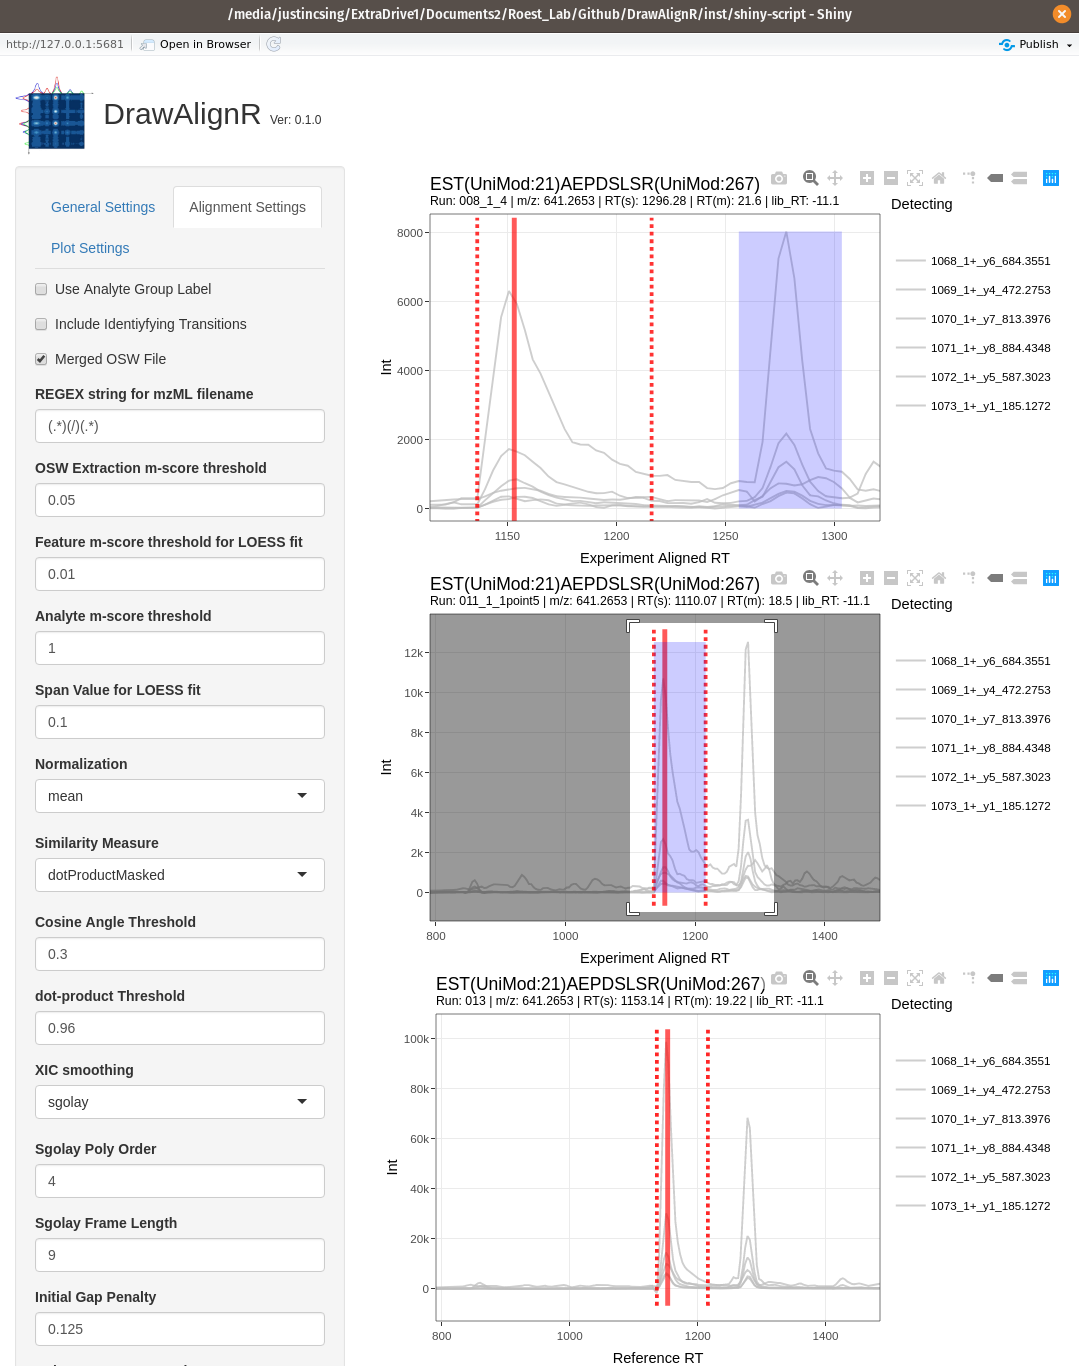 /media/justincsing/ExtraDrive1/Documents2/Roest_Lab/Github/DrawAlignR/inst/shiny-script - Shiny
http://127.0.0.1:5681 Open in Browser Publish
DrawAlignR Ver: 0.1.0
General Settings Alignment Settings
Plot Settings
Use Analyte Group Label
Include Identiyfying Transitions
Merged OSW File
REGEX string for mzML filename
(.*)(/)(.*)
OSW Extraction m-score threshold
0.05
Feature m-score threshold for LOESS fit
0.01
Analyte m-score threshold
1
Span Value for LOESS fit
0.1
Normalization
mean
Similarity Measure
dotProductMasked
Cosine Angle Threshold
0.3
dot-product Threshold
0.96
XIC smoothing
sgolay
Sgolay Poly Order
4
Sgolay Frame Length
9
Initial Gap Penalty
0.125
EST(UniMod:21)AEPDSLSR(UniMod:267)
Run: 008_1_4 | m/z: 641.2653 | RT(s): 1296.28 | RT(m): 21.6 | lib_RT: -11.1
Detecting
8000
6000
4000
2000
0
Int
1150 1200 1250 1300
Experiment Aligned RT
1068_1+_y6_684.3551
1069_1+_y4_472.2753
1070_1+_y7_813.3976
1071_1+_y8_884.4348
1072_1+_y5_587.3023
1073_1+_y1_185.1272
EST(UniMod:21)AEPDSLSR(UniMod:267)
Run: 011_1_1point5 | m/z: 641.2653 | RT(s): 1110.07 | RT(m): 18.5 | lib_RT: -11.1
Detecting
12k
10k
8k
6k
4k
2k
0
Int
800 1000 1200 1400
Experiment Aligned RT
1068_1+_y6_684.3551
1069_1+_y4_472.2753
1070_1+_y7_813.3976
1071_1+_y8_884.4348
1072_1+_y5_587.3023
1073_1+_y1_185.1272
EST(UniMod:21)AEPDSLSR(UniMod:267)
Run: 013 | m/z: 641.2653 | RT(s): 1153.14 | RT(m): 19.22 | lib_RT: -11.1
Detecting
100k
80k
60k
40k
20k
0
Int
800 1000 1200 1400
Reference RT
1068_1+_y6_684.3551
1069_1+_y4_472.2753
1070_1+_y7_813.3976
1071_1+_y8_884.4348
1072_1+_y5_587.3023
1073_1+_y1_185.1272